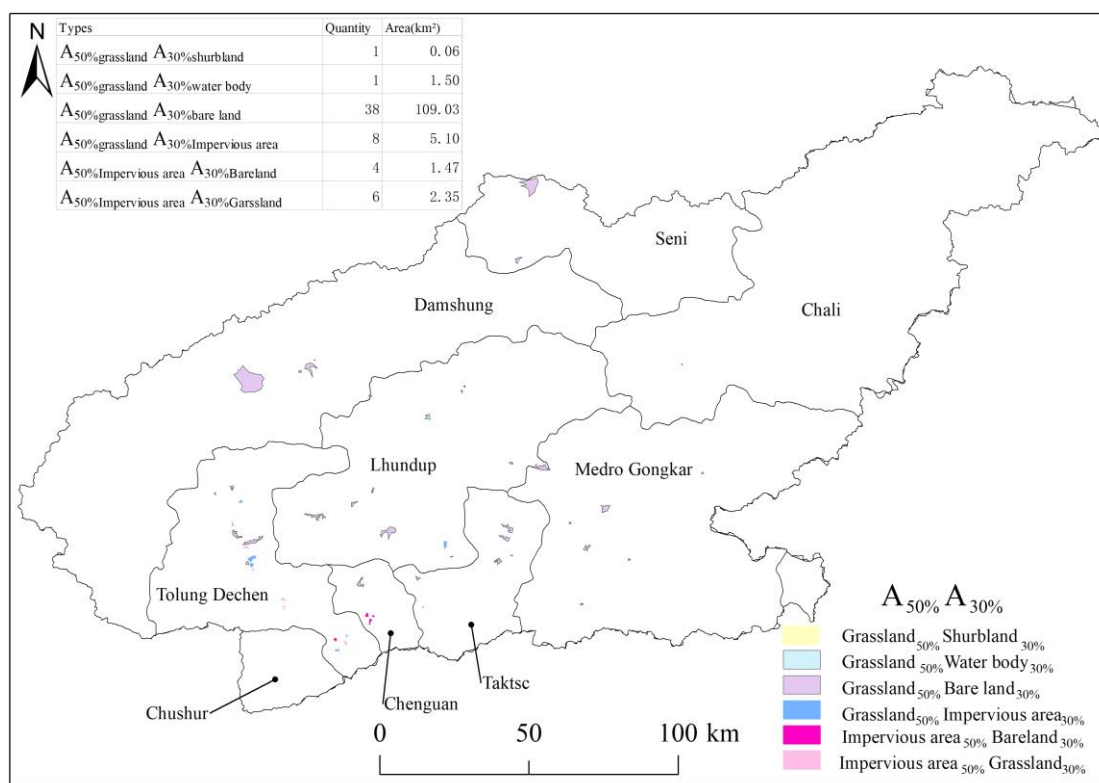 N
Types Quantity Area(km²)
A50%grassland A30%shurbland 1 0.06
A50%grassland A30%water body 1 1.50
A50%grassland A30%bare land 38 109.03
A50%grassland A30%Impervious area 8 5.10
A50%Impervious area A30%Bareland 4 1.47
A50%Impervious area A30%Garssland 6 2.35
Seni
Damshung
Chali
Lhundup
Medro Gongkar
Tolung Dechen
Taktsc
Chenguan
Chushur
0 50 100 km
A50% A30%
Grassland50% Shurbland30%
Grassland50% Water body30%
Grassland50% Bare land30%
Grassland50% Impervious area30%
Impervious area50% Bareland30%
Impervious area50% Grassland30%